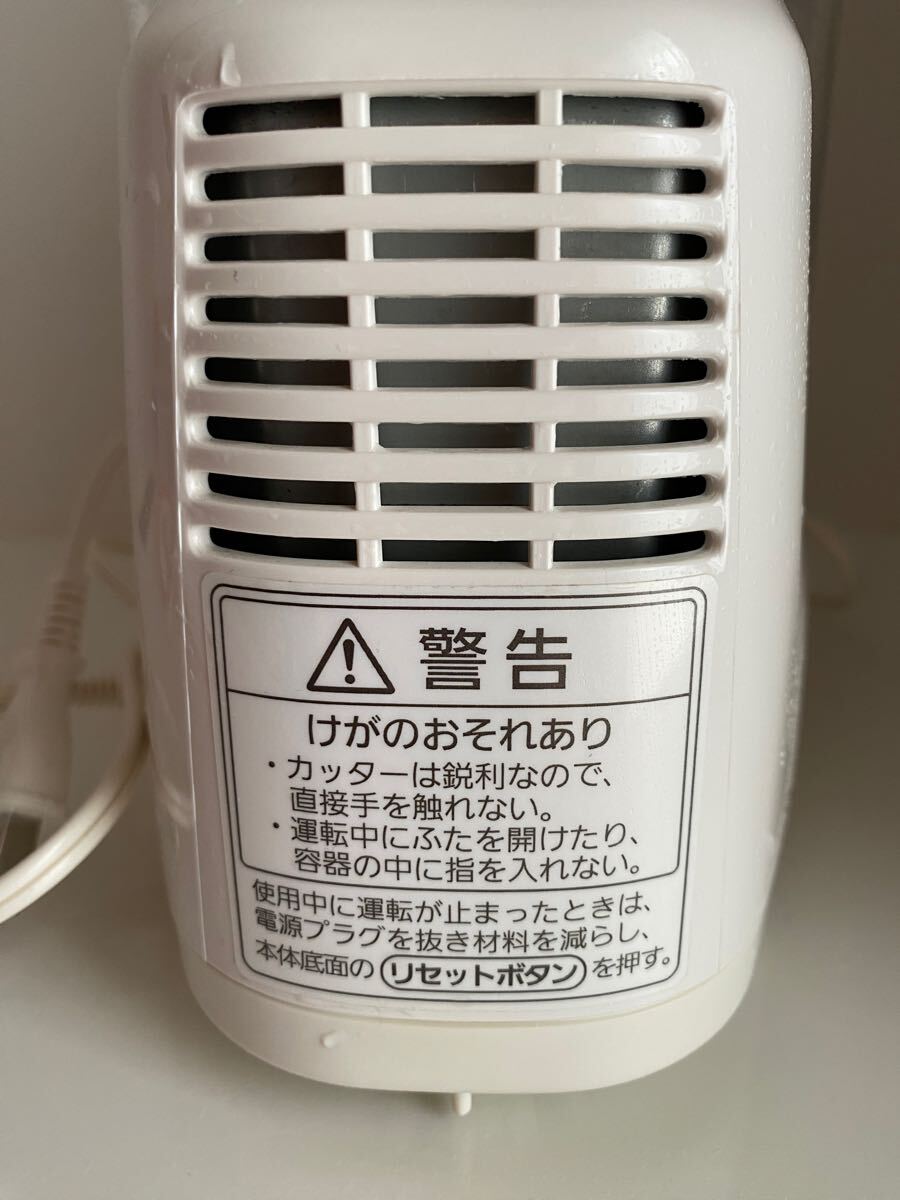 警告
けがのおそれあり
・カッターは鋭利なので、
直接手を触れない。
・運転中にふたを開けたり、
容器の中に指を入れない。
使用中に運転が止まったときは、
電源プラグを抜き材料を減らし、
本体底面の リセットボタン を押す。